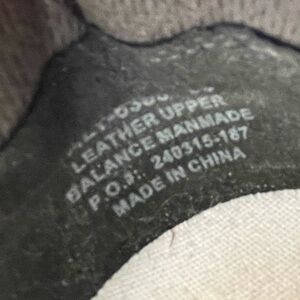 LEATHER UPPER
BALANCE MANMADE
P.O#: 240315-187
MADE IN CHINA